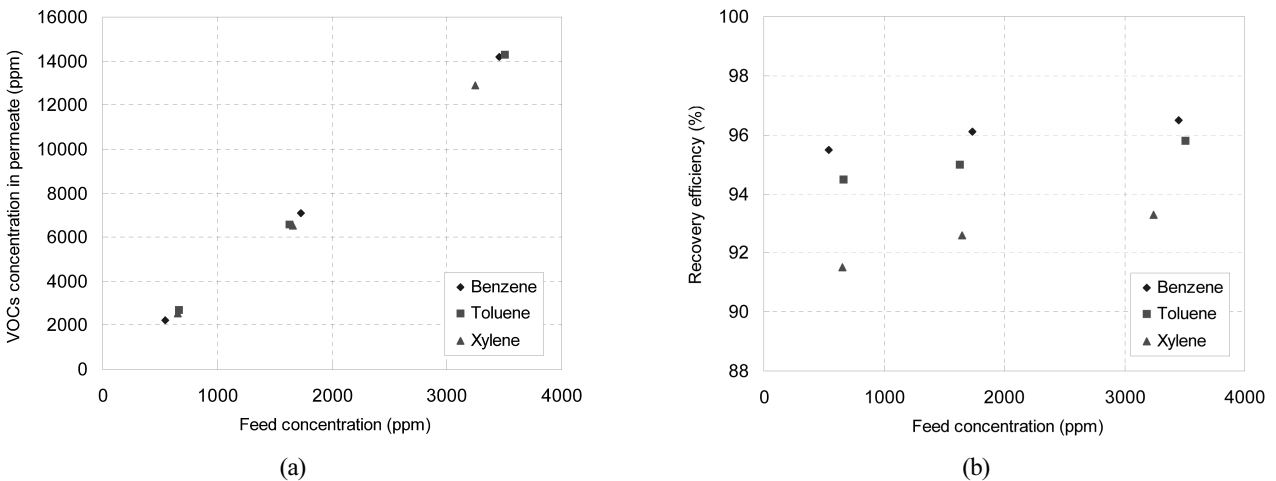 16000
14000
12000
10000
8000
6000
4000
2000
0
VOCs concentration in permeate (ppm)
0 1000 2000 3000 4000
Feed concentration (ppm)
Benzene
Toluene
Xylene
(a)
100
98
96
94
92
90
88
Recovery efficiency (%)
0 1000 2000 3000 4000
Feed concentration (ppm)
Benzene
Toluene
Xylene
(b)